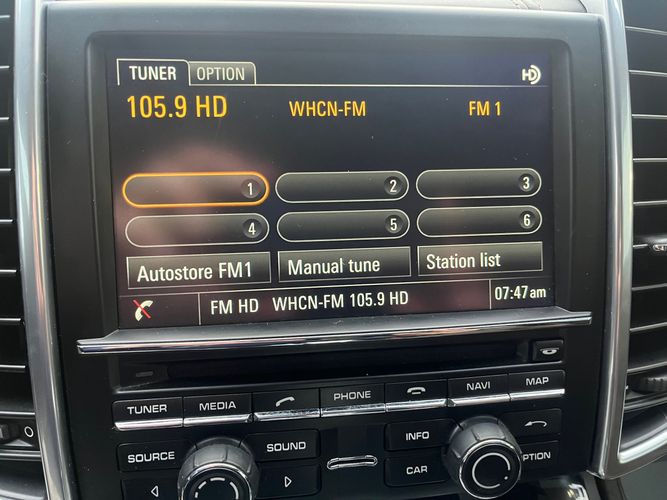 TUNER OPTION
HD
105.9 HD WHCN-FM FM 1
1 2 3
4 5 6
Autostore FM1 Manual tune Station list
FM HD WHCN-FM 105.9 HD 07:47 am
TUNER MEDIA PHONE NAVI MAP
SOURCE SOUND INFO
CAR OPTION